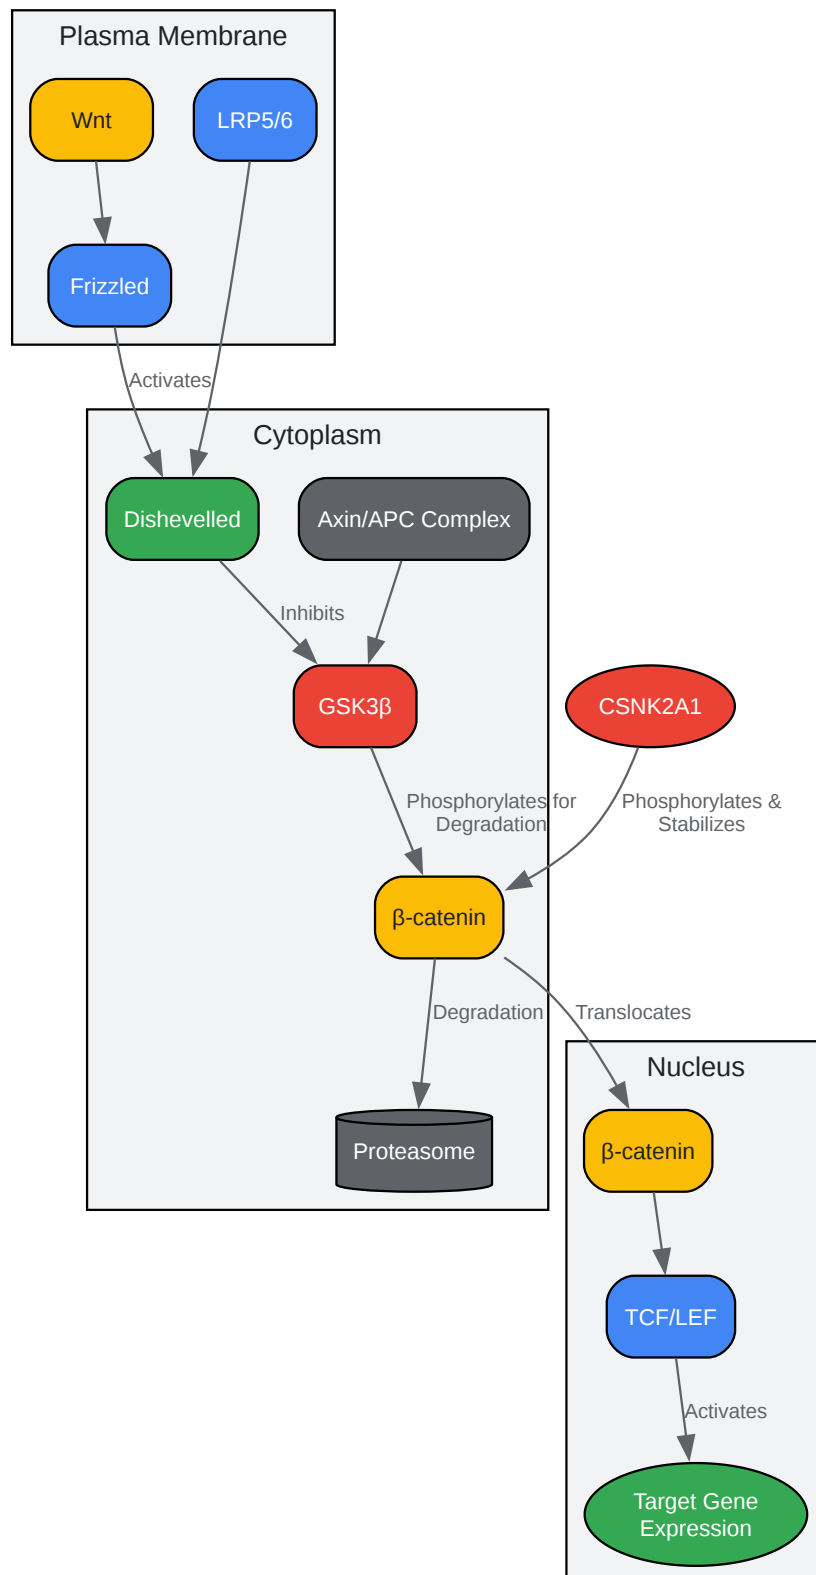 Plasma Membrane
Wnt
LRP5/6
Frizzled
Activates
Cytoplasm
Dishevelled
Axin/APC Complex
Inhibits
GSK3β
CSNK2A1
Phosphorylates for
Degradation
Phosphorylates &
Stabilizes
β-catenin
Degradation
Translocates
Nucleus
Proteasome
β-catenin
TCF/LEF
Activates
Target Gene
Expression